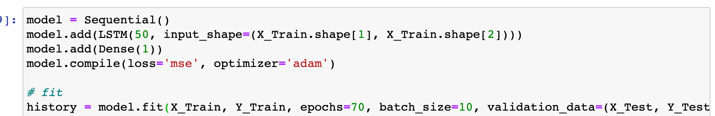 9]:
model = Sequential()
model.add(LSTM(50, input_shape=(X_Train.shape[1], X_Train.shape[2])))
model.add(Dense(1))
model.compile(loss='mse', optimizer='adam')
# fit
history = model.fit(X_Train, Y_Train, epochs=70, batch_size=10, validation_data=(X_Test, Y_Test